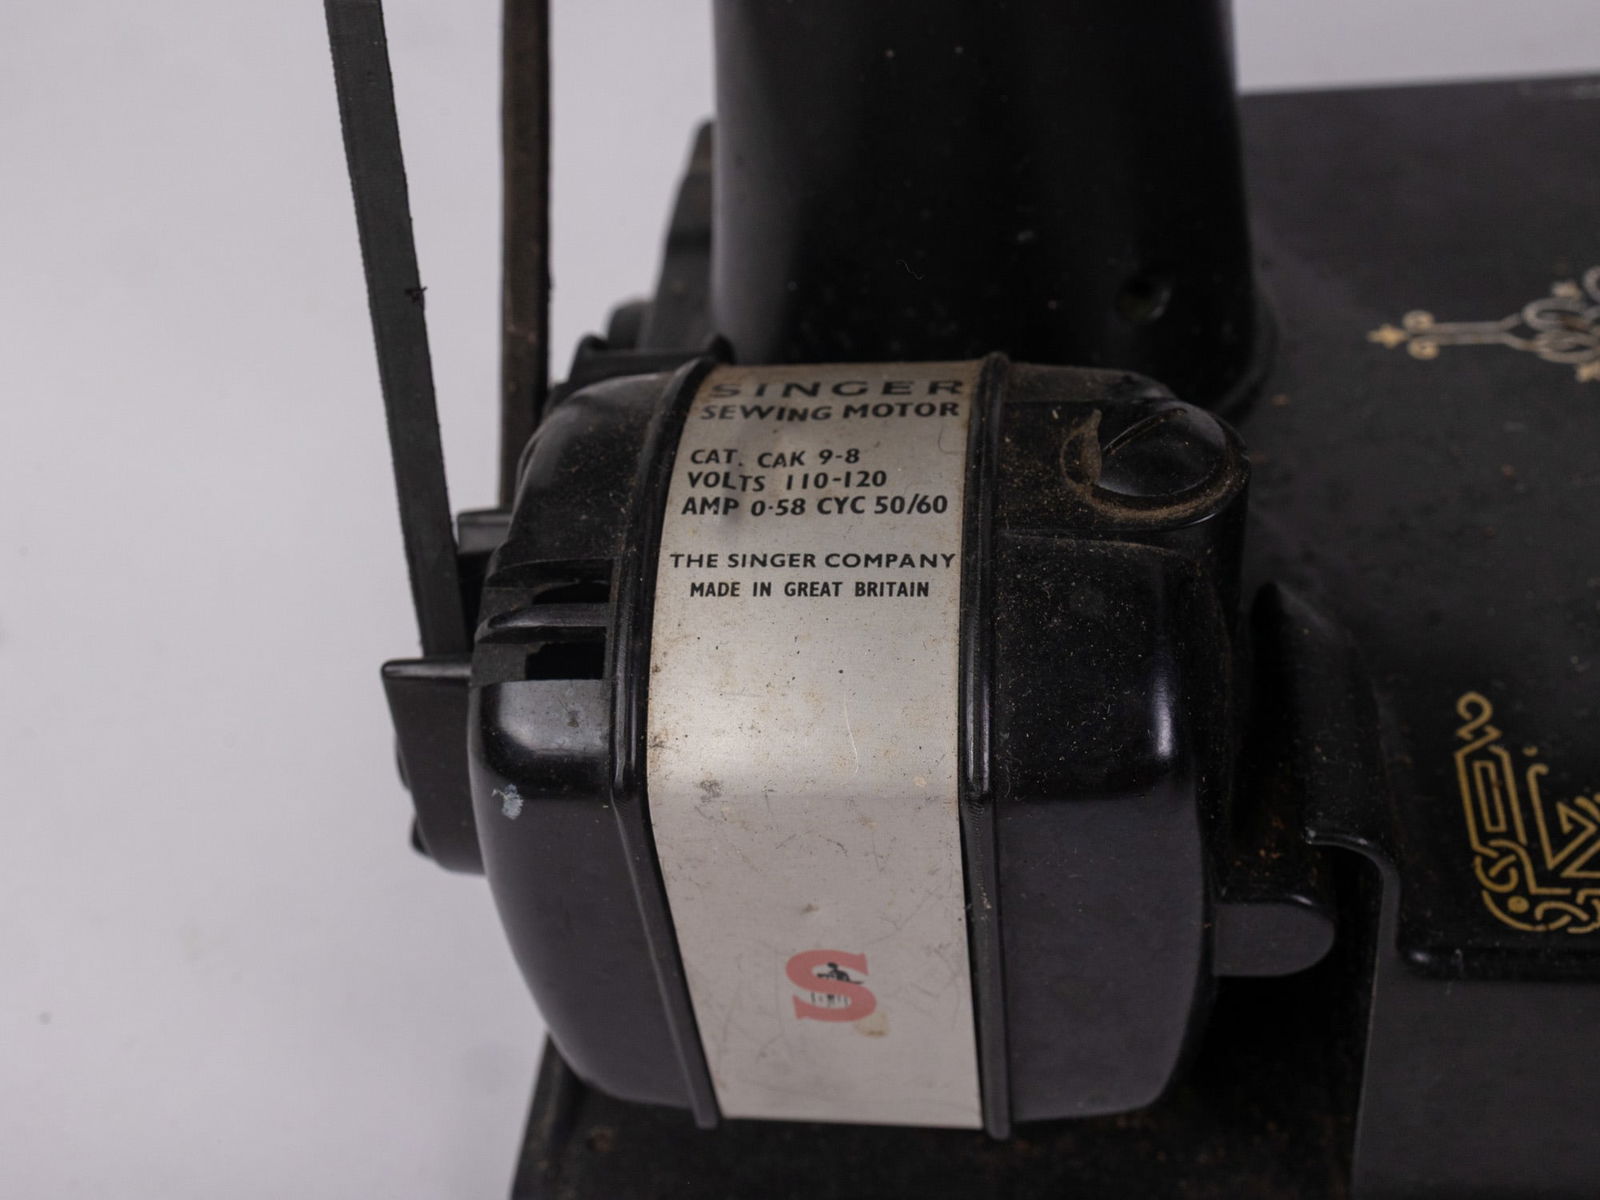 SINGER
SEWING MOTOR
CAT. CAK 9-8
VOLTS 110-120
AMP 0·58 CYC 50/60
THE SINGER COMPANY
MADE IN GREAT BRITAIN
S